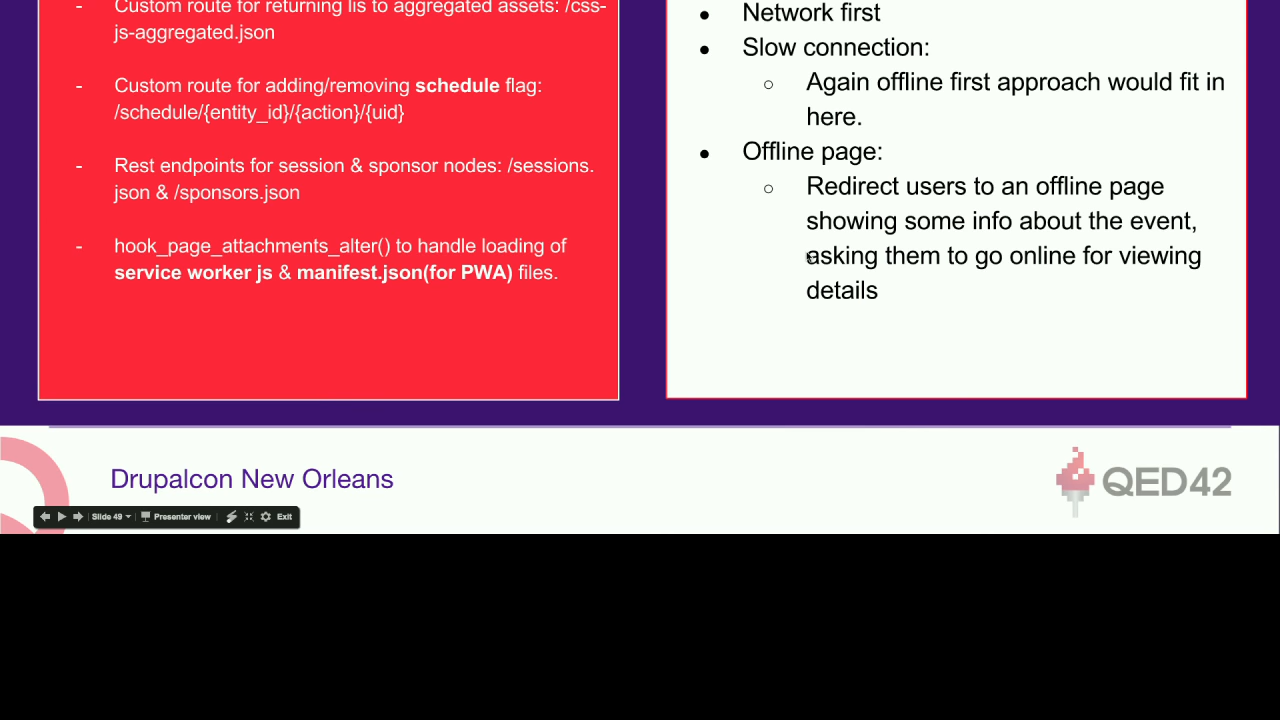 Custom route for returning lis to aggregated assets: /css-
js-aggregated.json
- Custom route for adding/removing schedule flag:
/schedule/{entity_id}/{action}/{uid}
- Rest endpoints for session & sponsor nodes: /sessions.
json & /sponsors.json
- hook_page_attachments_alter() to handle loading of
service worker js & manifest.json(for PWA) files.
● Network first
● Slow connection:
○ Again offline first approach would fit in
here.
● Offline page:
○ Redirect users to an offline page
showing some info about the event,
asking them to go online for viewing
details
Drupalcon New Orleans
QED42
Slide 49 Presenter view Exit